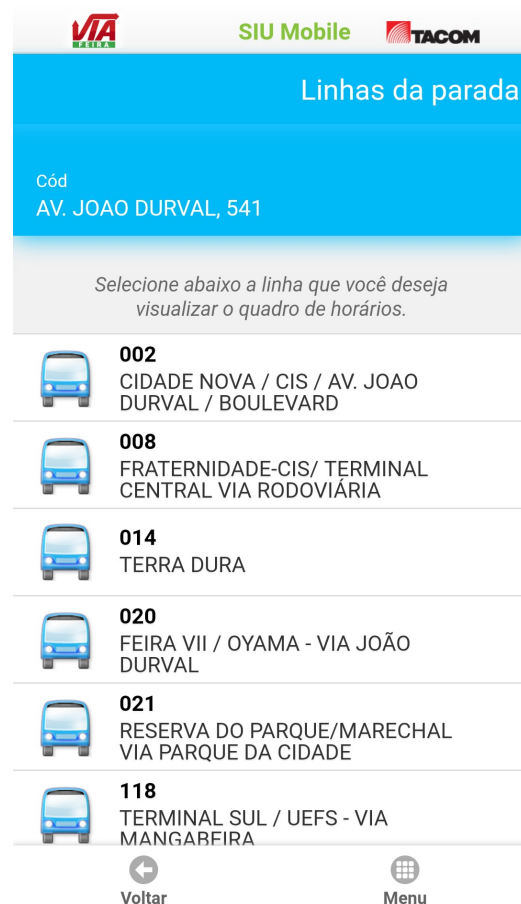 VIA
FEIRA
SIU Mobile
TACOM
Linhas da parada
Cód
AV. JOAO DURVAL, 541
Selecione abaixo a linha que você deseja
visualizar o quadro de horários.
002
CIDADE NOVA / CIS / AV. JOAO
DURVAL / BOULEVARD
008
FRATERNIDADE-CIS/ TERMINAL
CENTRAL VIA RODOVIÁRIA
014
TERRA DURA
020
FEIRA VII / OYAMA - VIA JOÃO
DURVAL
021
RESERVA DO PARQUE/MARECHAL
VIA PARQUE DA CIDADE
118
TERMINAL SUL / UEFS - VIA
MANGABEIRA
Voltar
Menu